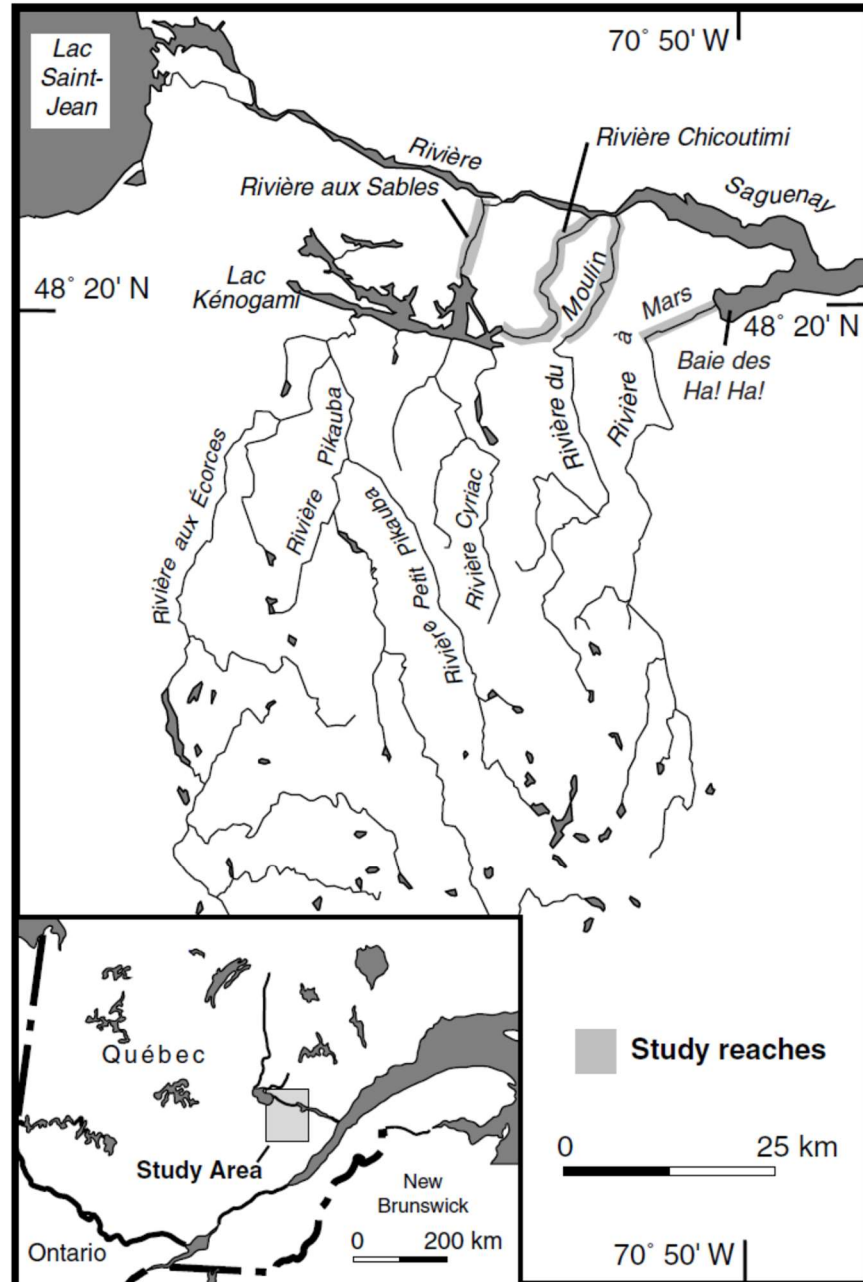 Lac
Saint-
Jean
70° 50' W
Rivière
Rivière Chicoutimi
Rivière aux Sables
Saguenay
Lac
Kénogami
Moulin
48° 20' N
Mars
48° 20' N
Baie des
Ha! Ha!
Rivière à
Rivière du
Pikauba
Rivière
Rivière aux Écorces
Rivière Petit Pikauba
Rivière Cyriac
Québec
Study Area
New
Brunswick
Ontario
0 200 km
Study reaches
0 25 km
70° 50' W